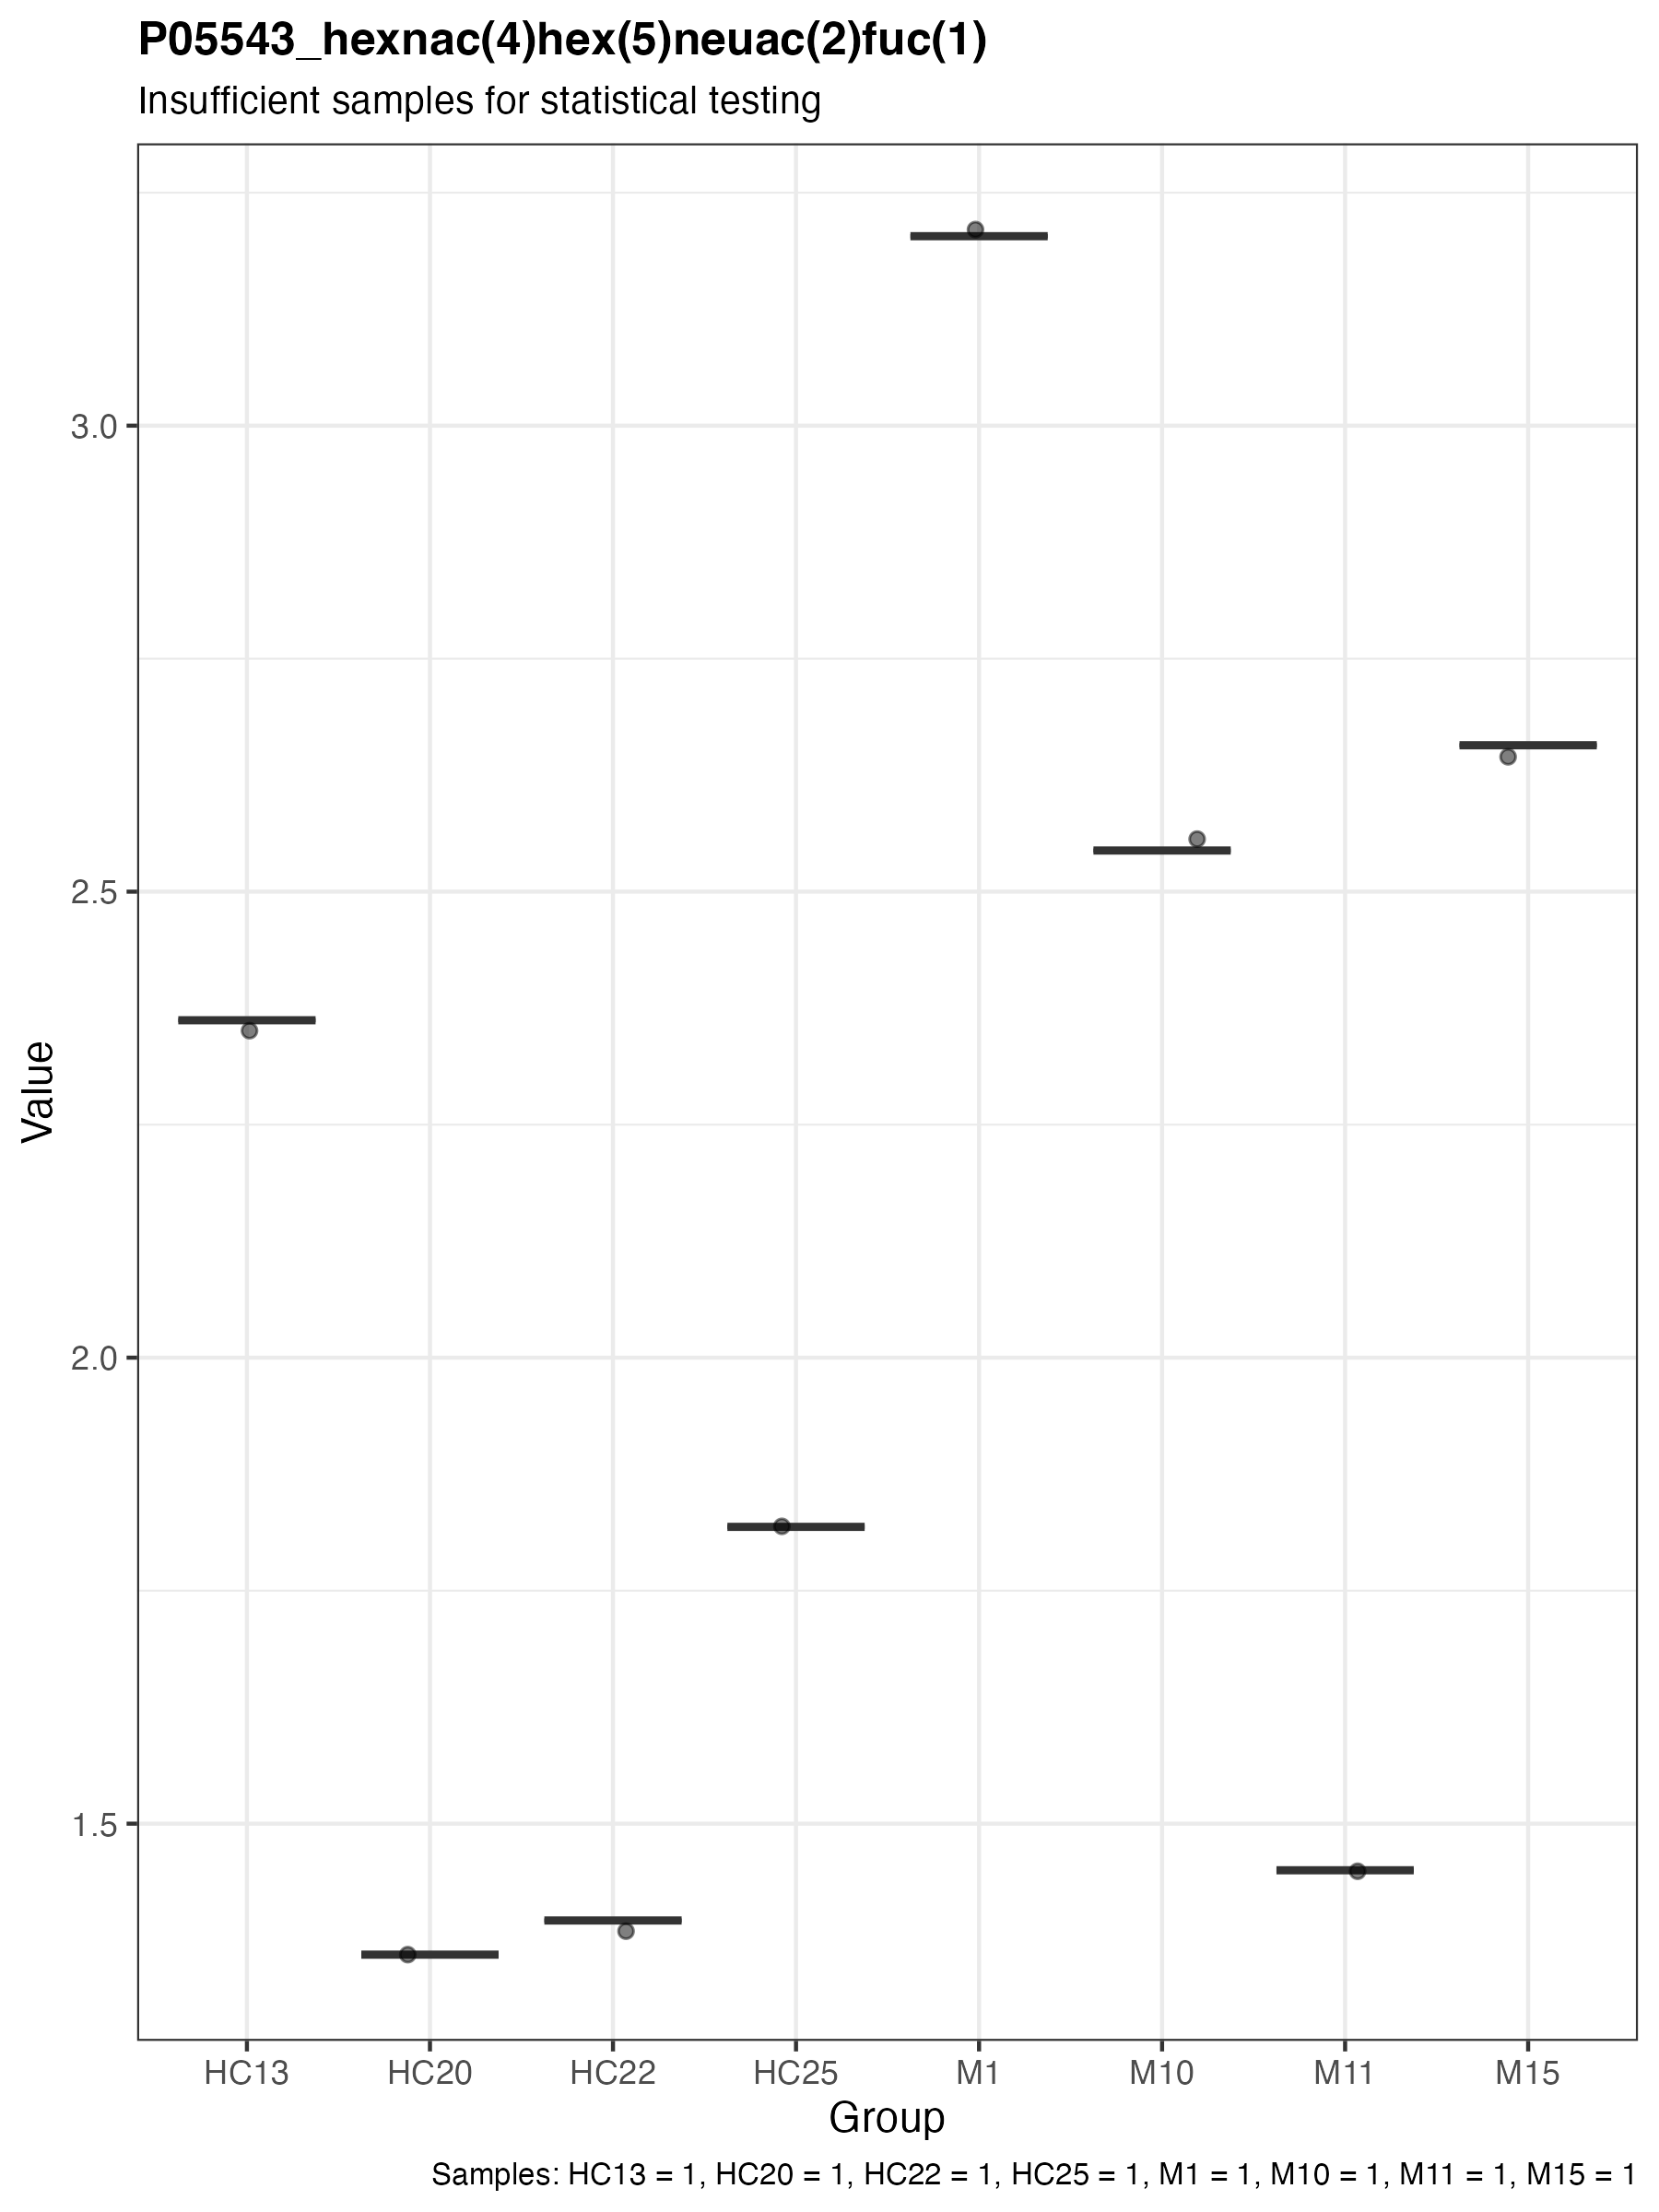 P05543_hexnac(4)hex(5)neuac(2)fuc(1)
Insufficient samples for statistical testing
3.0
2.5
2.0
1.5
Value
HC13 HC20 HC22 HC25 M1 M10 M11 M15
Group
Samples: HC13 = 1, HC20 = 1, HC22 = 1, HC25 = 1, M1 = 1, M10 = 1, M11 = 1, M15 = 1